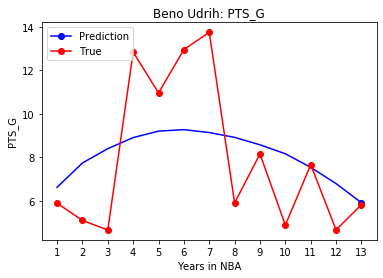 Beno Udrih: PTS_G
Prediction
True
PTS_G
14
12
10
8
6
1 2 3 4 5 6 7 8 9 10 11 12 13
Years in NBA